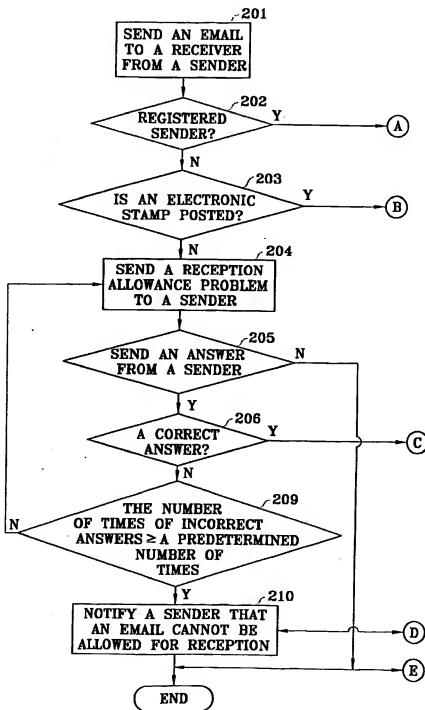 201
SEND AN EMAIL
TO A RECEIVER
FROM A SENDER
202
REGISTERED
SENDER?
Y
A
N
203
IS AN ELECTRONIC
STAMP POSTED?
Y
B
N
204
SEND A RECEPTION
ALLOWANCE PROBLEM
TO A SENDER
205
SEND AN ANSWER
FROM A SENDER
N
Y
206
A CORRECT
ANSWER?
Y
C
N
209
THE NUMBER
OF TIMES OF INCORRECT
ANSWERS ≥ A PREDETERMINED
NUMBER OF
TIMES
N
Y
210
NOTIFY A SENDER THAT
AN EMAIL CANNOT BE
ALLOWED FOR RECEPTION
D
E
END